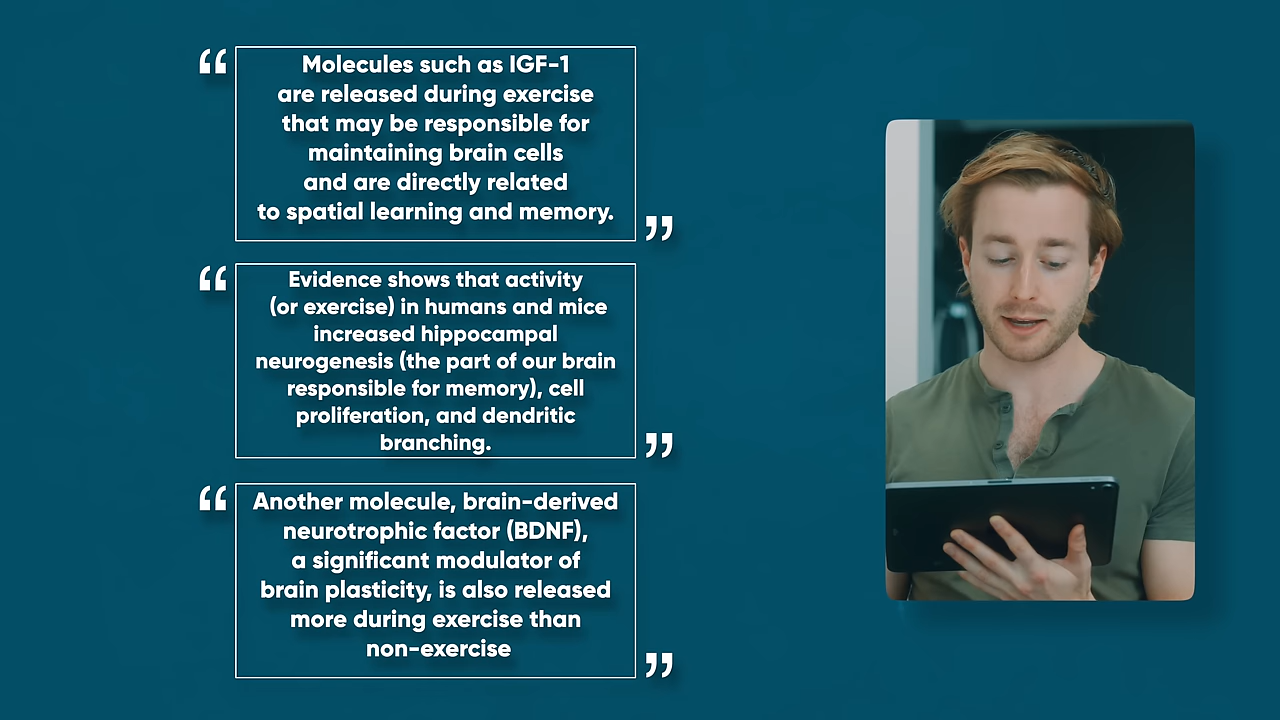 “ Molecules such as IGF-1
are released during exercise
that may be responsible for
maintaining brain cells
and are directly related
to spatial learning and memory. ”
“ Evidence shows that activity
(or exercise) in humans and mice
increased hippocampal
neurogenesis (the part of our brain
responsible for memory), cell
proliferation, and dendritic
branching. ”
“ Another molecule, brain-derived
neurotrophic factor (BDNF),
a significant modulator of
brain plasticity, is also released
more during exercise than
non-exercise ”